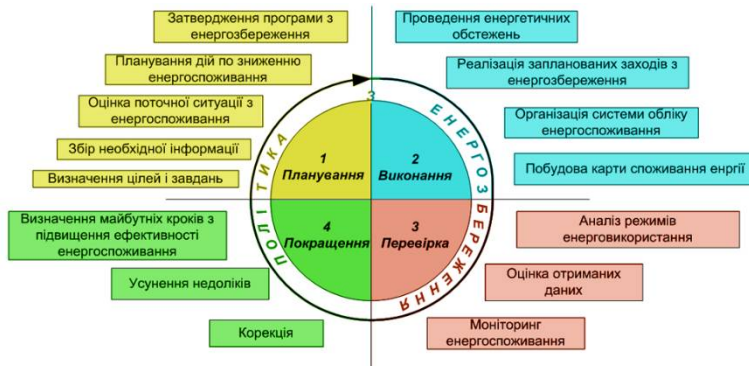 Затвердження програми з
енергозбереження
Планування дій по зниженню
енергоспоживання
Оцінка поточної ситуації з
енергоспоживання
Збір необхідної інформації
Визначення цілей і завдань
Проведення енергетичних
обстежень
Реалізація запланованих заходів з
енергозбереження
Організація системи обліку
енергоспоживання
Побудова карти споживання енргії
ПОЛІТИКА З ЕНЕРГОЗБЕРЕЖЕННЯ
1
Планування
2
Виконання
4
Покращення
3
Перевірка
Визначення майбутніх кроків з
підвищення ефективності
енергоспоживання
Усунення недоліків
Корекція
Аналіз режимів
енерговикористання
Оцінка отриманих
даних
Моніторинг
енергоспоживання